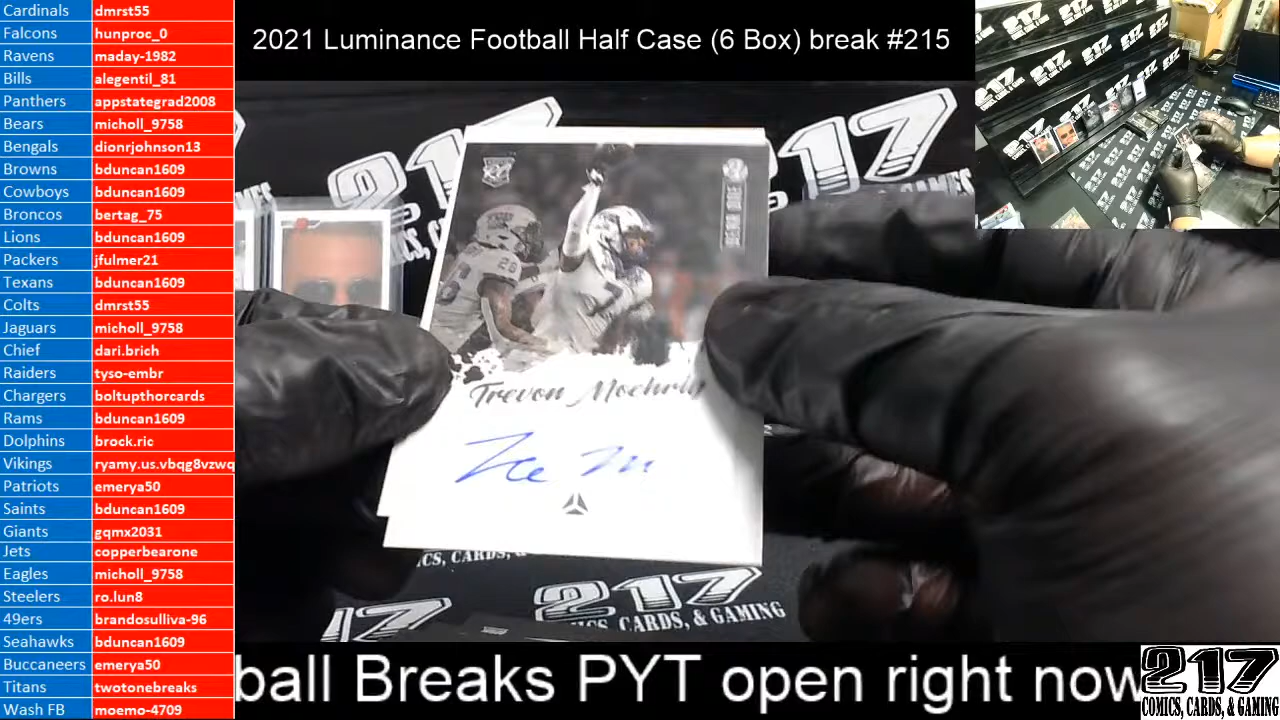 Cardinals dmrst55
Falcons hunproc_0
Ravens maday-1982
Bills alegentil_81
Panthers appstategrad2008
Bears micholl_9758
Bengals dionrjohnson13
Browns bduncan1609
Cowboys bduncan1609
Broncos bertag_75
Lions bduncan1609
Packers jfulmer21
Texans bduncan1609
Colts dmrst55
Jaguars micholl_9758
Chief dari.brich
Raiders tyso-embr
Chargers boltupthorcards
Rams bduncan1609
Dolphins brock.ric
Vikings ryamy.us.vbqg8vzwq
Patriots emerya50
Saints bduncan1609
Giants gqmx2031
Jets copperbearone
Eagles micholl_9758
Steelers ro.lun8
49ers brandosulliva-96
Seahawks bduncan1609
Buccaneers emerya50
Titans twotonebreaks
Wash FB moemo-4709
2021 Luminance Football Half Case (6 Box) break #215
217
217
Trevon Moehrig
217
CS, CARDS, & GAMING
ball Breaks PYT open right now
217
COMICS, CARDS, & GAMING